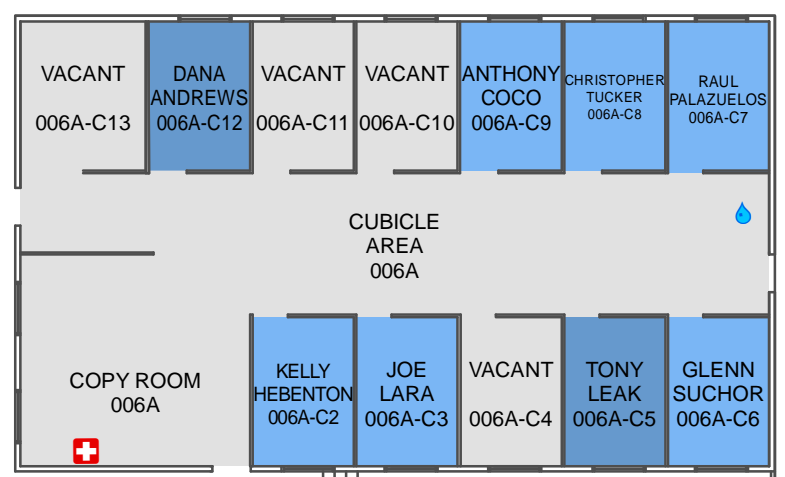 VACANT
006A-C13
DANA
ANDREWS
006A-C12
VACANT
006A-C11
VACANT
006A-C10
ANTHONY
COCO
006A-C9
CHRISTOPHER
TUCKER
006A-C8
RAUL
PALAZUELOS
006A-C7
CUBICLE
AREA
006A
COPY ROOM
006A
KELLY
HEBENTON
006A-C2
JOE
LARA
006A-C3
VACANT
006A-C4
TONY
LEAK
006A-C5
GLENN
SUCHOR
006A-C6